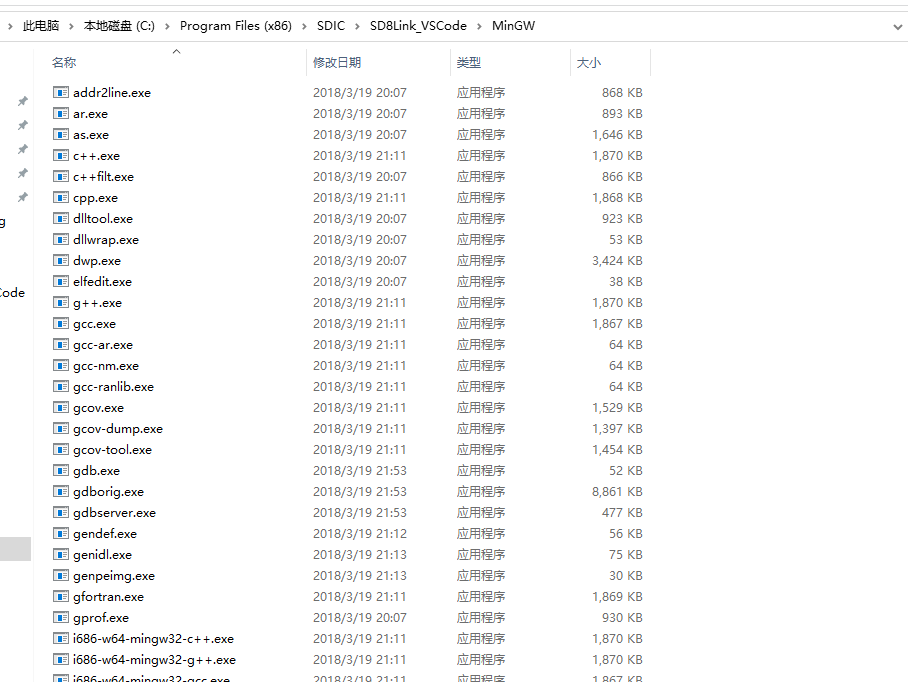 此电脑 > 本地磁盘 (C:) > Program Files (x86) > SDIC > SD8Link_VSCode > MinGW
名称 修改日期 类型 大小
addr2line.exe 2018/3/19 20:07 应用程序 868 KB
ar.exe 2018/3/19 20:07 应用程序 893 KB
as.exe 2018/3/19 20:07 应用程序 1,646 KB
c++.exe 2018/3/19 21:11 应用程序 1,870 KB
c++filt.exe 2018/3/19 20:07 应用程序 866 KB
cpp.exe 2018/3/19 21:11 应用程序 1,868 KB
dlltool.exe 2018/3/19 20:07 应用程序 923 KB
g
dllwrap.exe 2018/3/19 20:07 应用程序 53 KB
dwp.exe 2018/3/19 20:07 应用程序 3,424 KB
elfedit.exe 2018/3/19 20:07 应用程序 38 KB
Code
g++.exe 2018/3/19 21:11 应用程序 1,870 KB
gcc.exe 2018/3/19 21:11 应用程序 1,867 KB
gcc-ar.exe 2018/3/19 21:11 应用程序 64 KB
gcc-nm.exe 2018/3/19 21:11 应用程序 64 KB
gcc-ranlib.exe 2018/3/19 21:11 应用程序 64 KB
gcov.exe 2018/3/19 21:11 应用程序 1,529 KB
gcov-dump.exe 2018/3/19 21:11 应用程序 1,397 KB
gcov-tool.exe 2018/3/19 21:11 应用程序 1,454 KB
gdb.exe 2018/3/19 21:53 应用程序 52 KB
gdborig.exe 2018/3/19 21:53 应用程序 8,861 KB
gdbserver.exe 2018/3/19 21:53 应用程序 477 KB
gendef.exe 2018/3/19 21:12 应用程序 56 KB
genidl.exe 2018/3/19 21:13 应用程序 75 KB
genpeimg.exe 2018/3/19 21:13 应用程序 30 KB
gfortran.exe 2018/3/19 21:11 应用程序 1,869 KB
gprof.exe 2018/3/19 20:07 应用程序 930 KB
i686-w64-mingw32-c++.exe 2018/3/19 21:11 应用程序 1,870 KB
i686-w64-mingw32-g++.exe 2018/3/19 21:11 应用程序 1,870 KB
i686-w64-mingw32-gcc.exe 2018/3/19 21:11 应用程序 1,867 KB